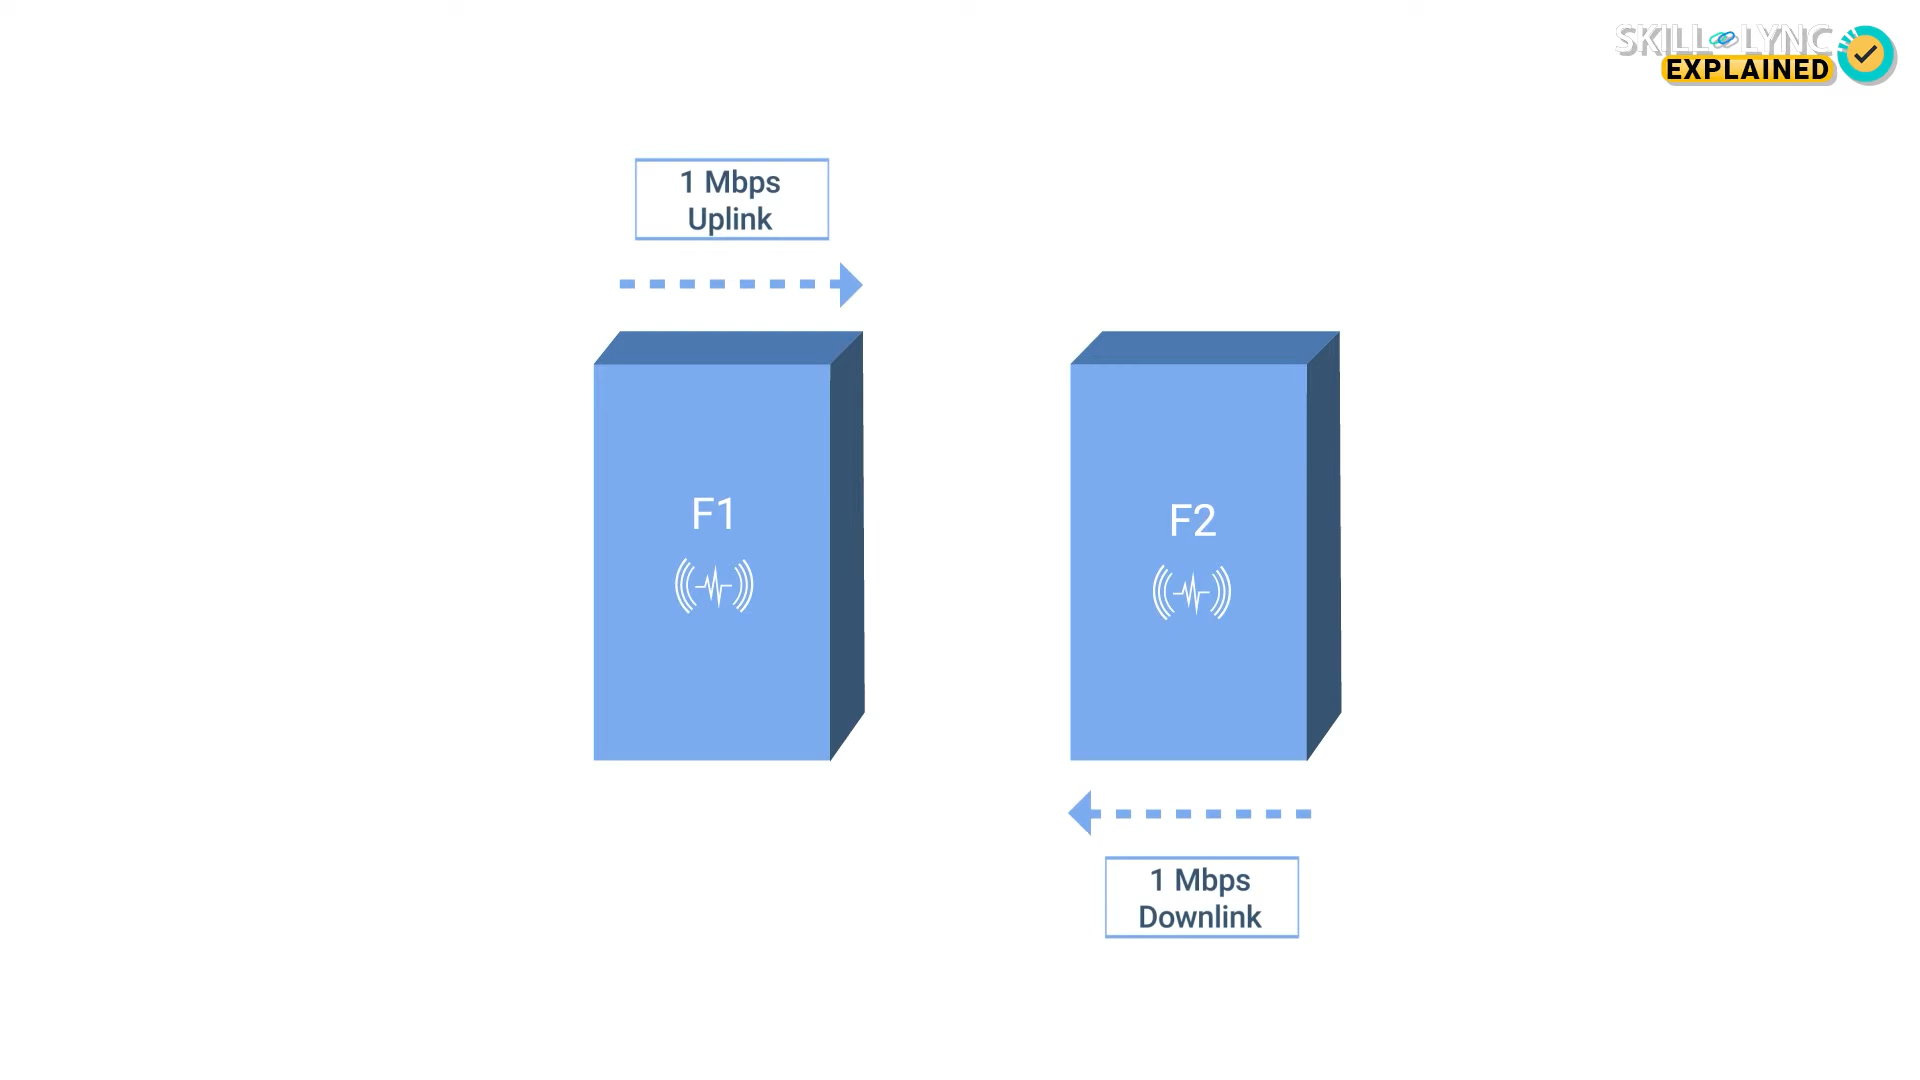 SKILL LYNC
EXPLAINED
1 Mbps
Uplink
F1
F2
1 Mbps
Downlink